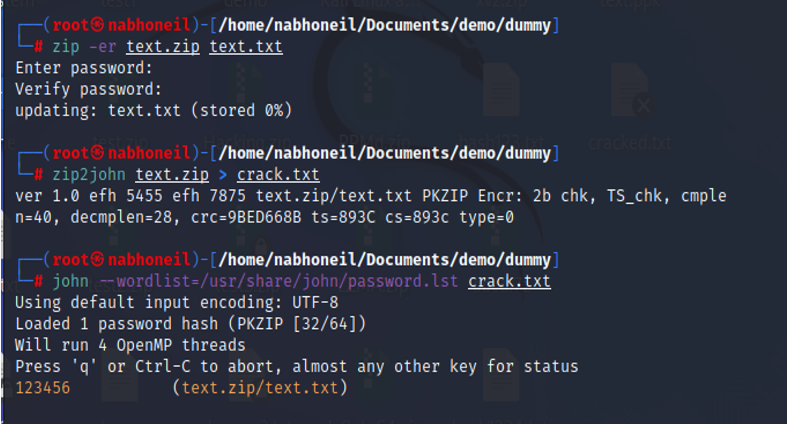 ┌──(root㉿nabhoneil)-[/home/nabhoneil/Documents/demo/dummy]
└─# zip -er text.zip text.txt
Enter password:
Verify password:
updating: text.txt (stored 0%)
┌──(root㉿nabhoneil)-[/home/nabhoneil/Documents/demo/dummy]
└─# zip2john text.zip > crack.txt
ver 1.0 efh 5455 efh 7875 text.zip/text.txt PKZIP Encr: 2b chk, TS_chk, cmple
n=40, decmplen=28, crc=9BED668B ts=893C cs=893c type=0
┌──(root㉿nabhoneil)-[/home/nabhoneil/Documents/demo/dummy]
└─# john --wordlist=/usr/share/john/password.lst crack.txt
Using default input encoding: UTF-8
Loaded 1 password hash (PKZIP [32/64])
Will run 4 OpenMP threads
Press 'q' or Ctrl-C to abort, almost any other key for status
123456 (text.zip/text.txt)